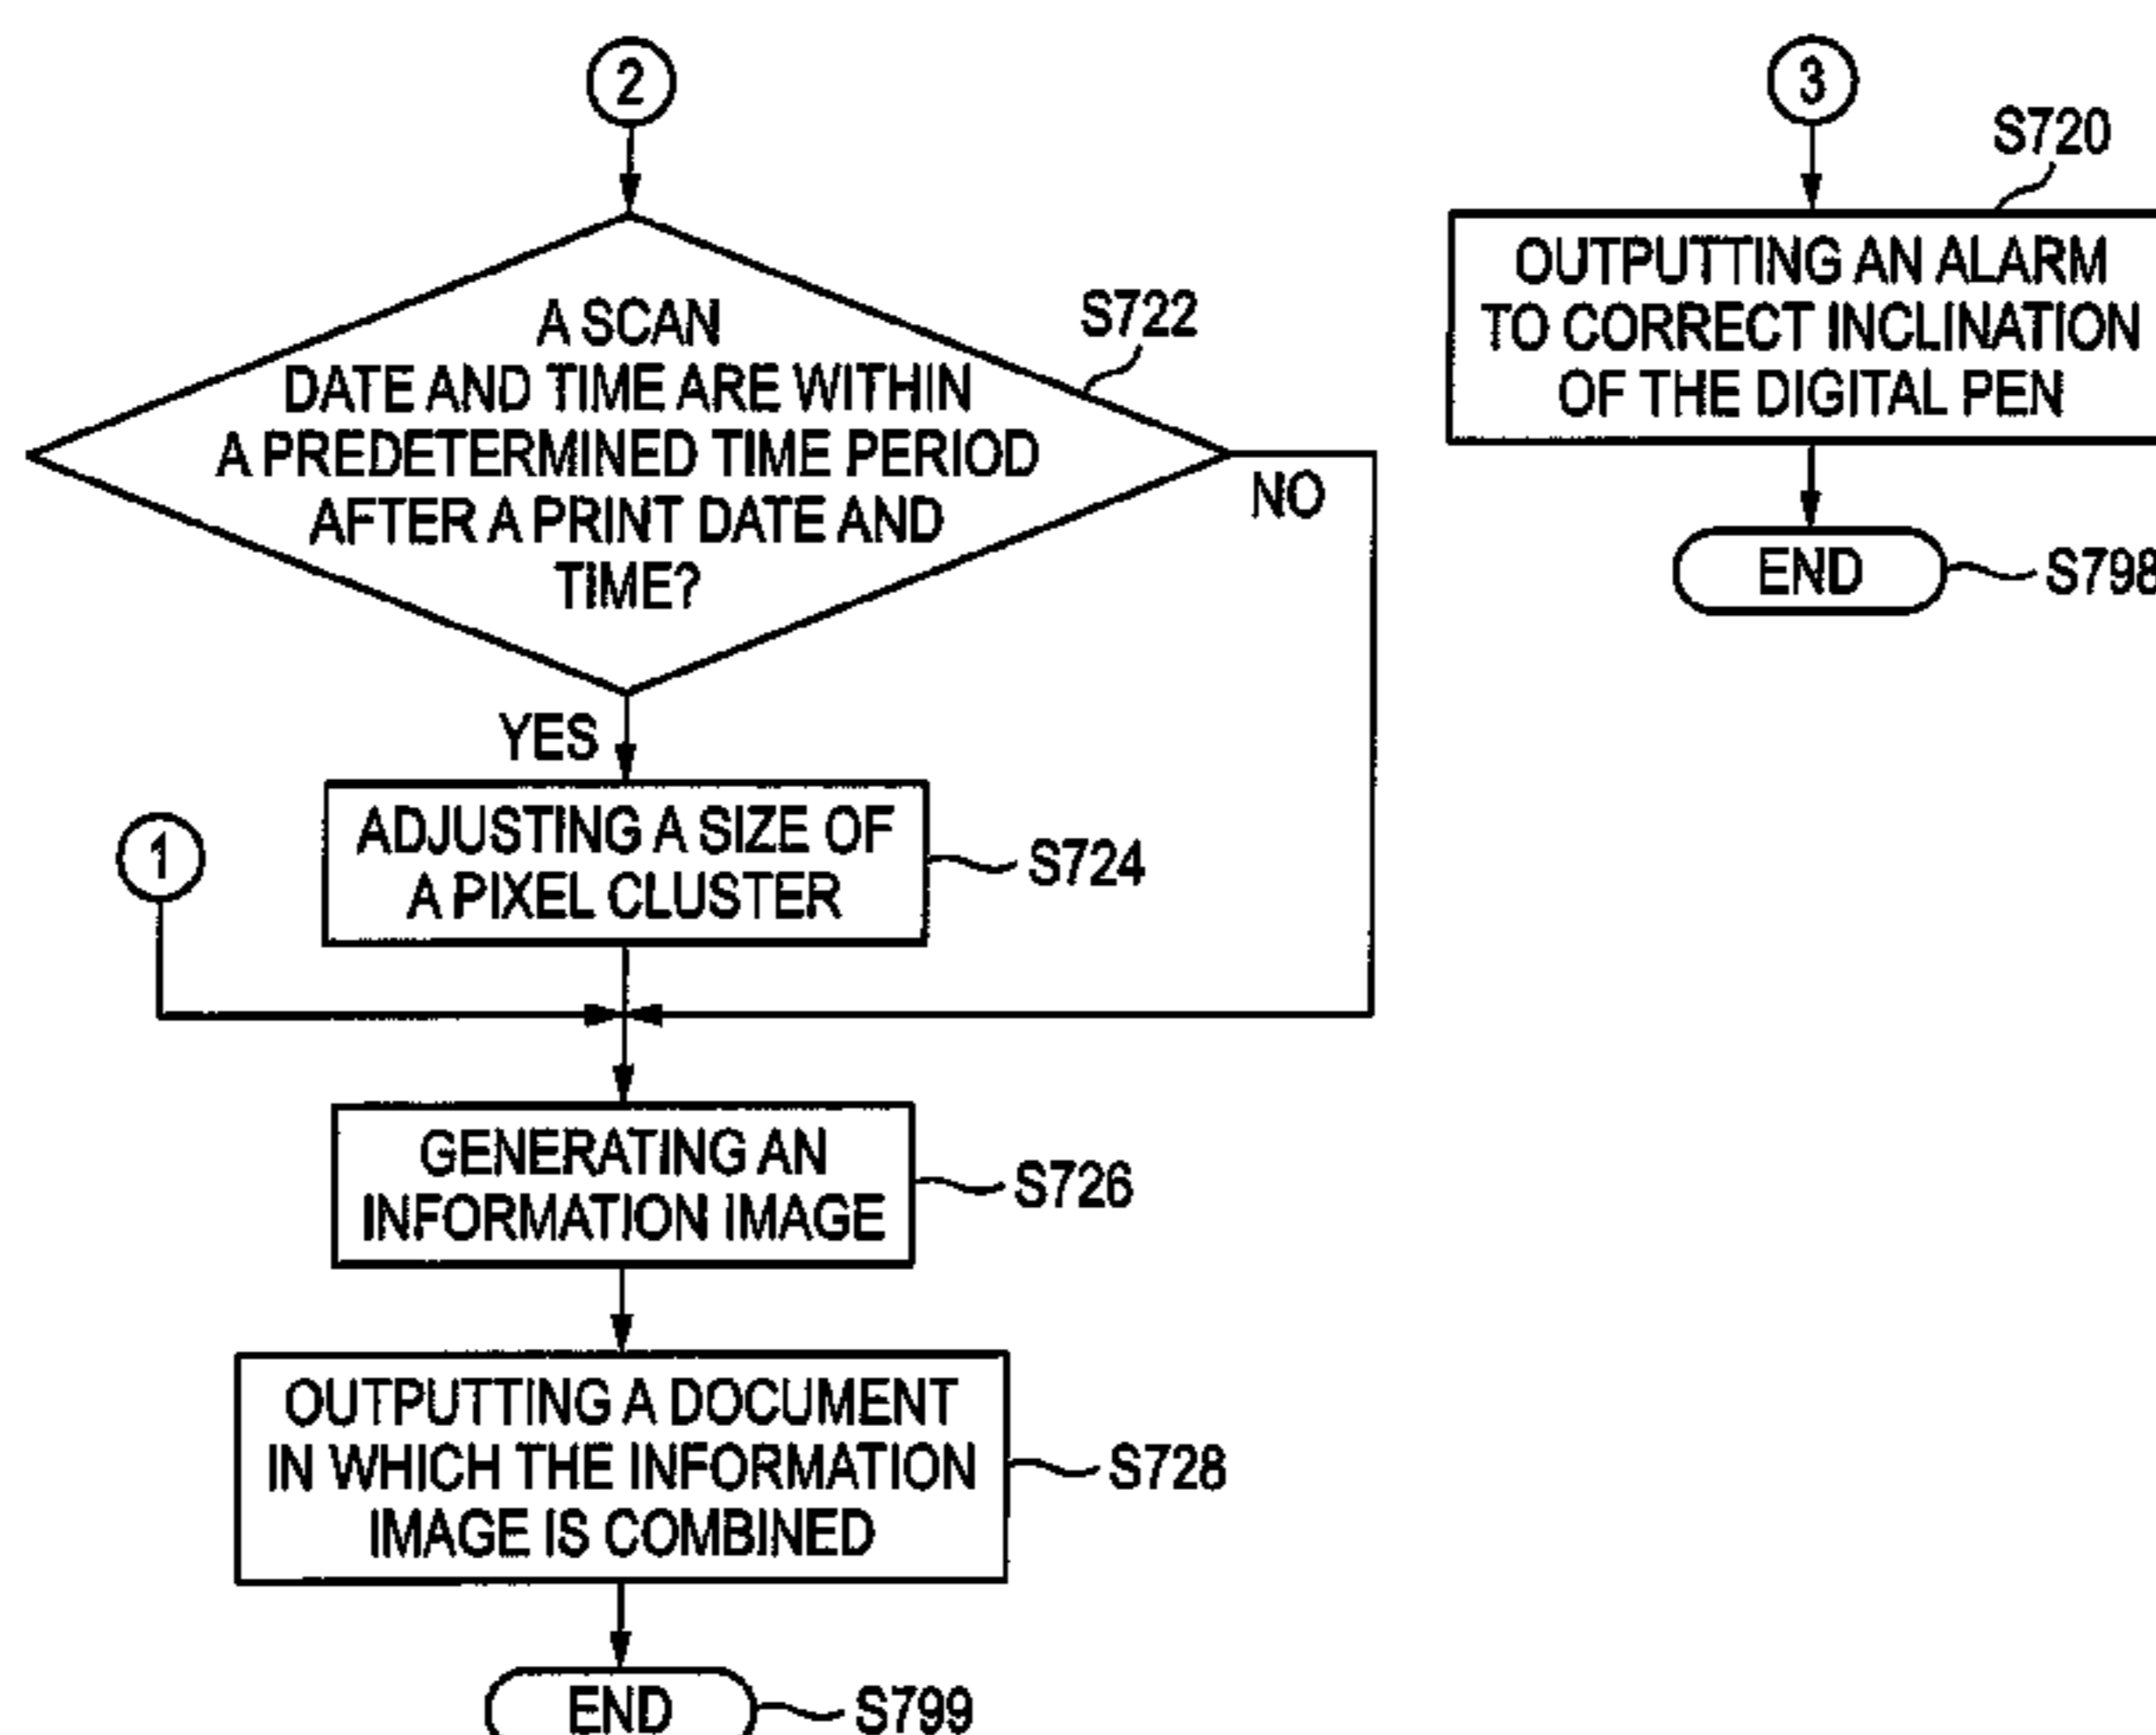 2
A SCAN
DATE AND TIME ARE WITHIN
A PREDETERMINED TIME PERIOD
AFTER A PRINT DATE AND
TIME?
S722
NO
YES
ADJUSTING A SIZE OF
A PIXEL CLUSTER
S724
1
GENERATING AN
INFORMATION IMAGE
S726
OUTPUTTING A DOCUMENT
IN WHICH THE INFORMATION
IMAGE IS COMBINED
S728
END
S799
3
S720
OUTPUTTING AN ALARM
TO CORRECT INCLINATION
OF THE DIGITAL PEN
END
S798